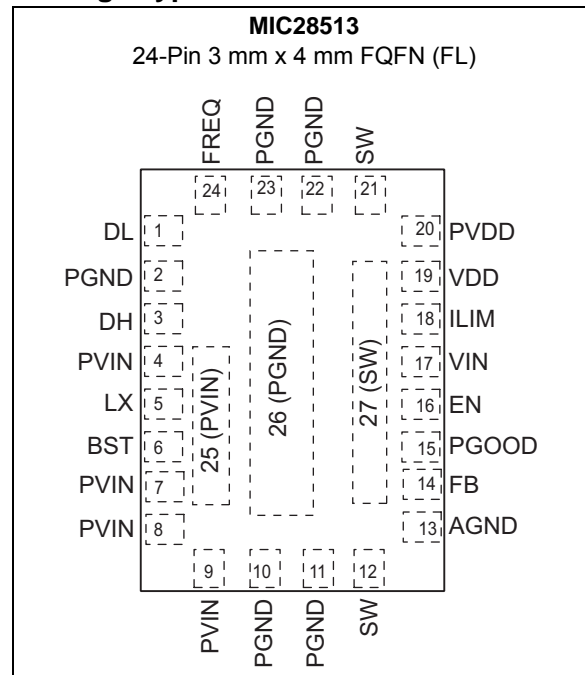 MIC28513
24-Pin 3 mm x 4 mm FQFN (FL)
FREQ
PGND
PGND
SW
24
23
22
21
DL 1
PGND 2
DH 3
PVIN 4
LX 5
BST 6
PVIN 7
PVIN 8
25 (PVIN)
26 (PGND)
27 (SW)
20 PVDD
19 VDD
18 ILIM
17 VIN
16 EN
15 PGOOD
14 FB
13 AGND
9
10
11
12
PVIN
PGND
PGND
SW